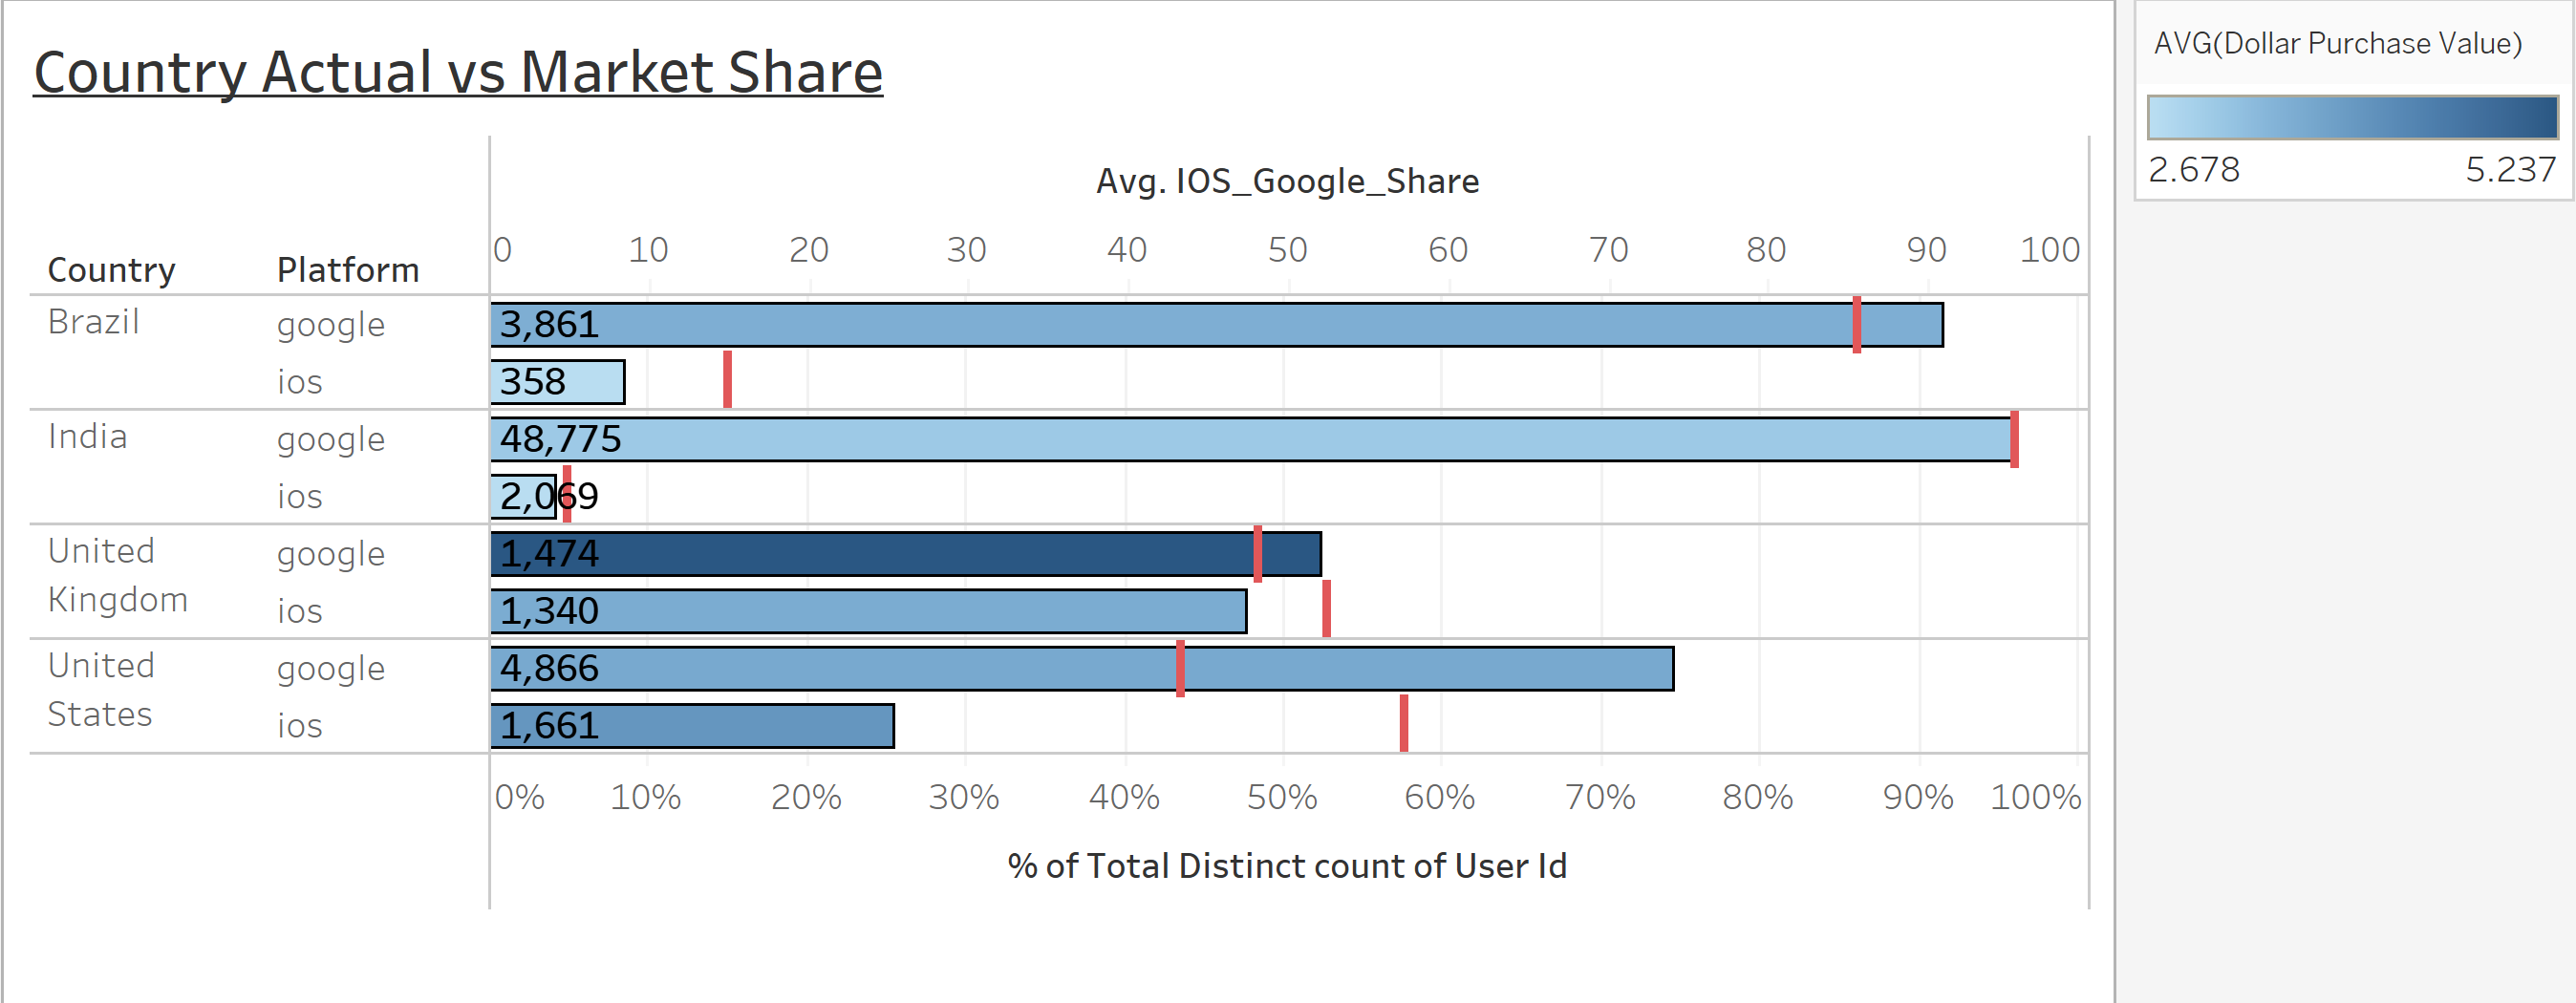 Country Actual vs Market Share
AVG(Dollar Purchase Value)
2.678 5.237
Avg. IOS_Google_Share
0 10 20 30 40 50 60 70 80 90 100
Country Platform
Brazil google 3,861
ios 358
India google 48,775
ios 2,069
United google 1,474
Kingdom ios 1,340
United google 4,866
States ios 1,661
0% 10% 20% 30% 40% 50% 60% 70% 80% 90% 100%
% of Total Distinct count of User Id